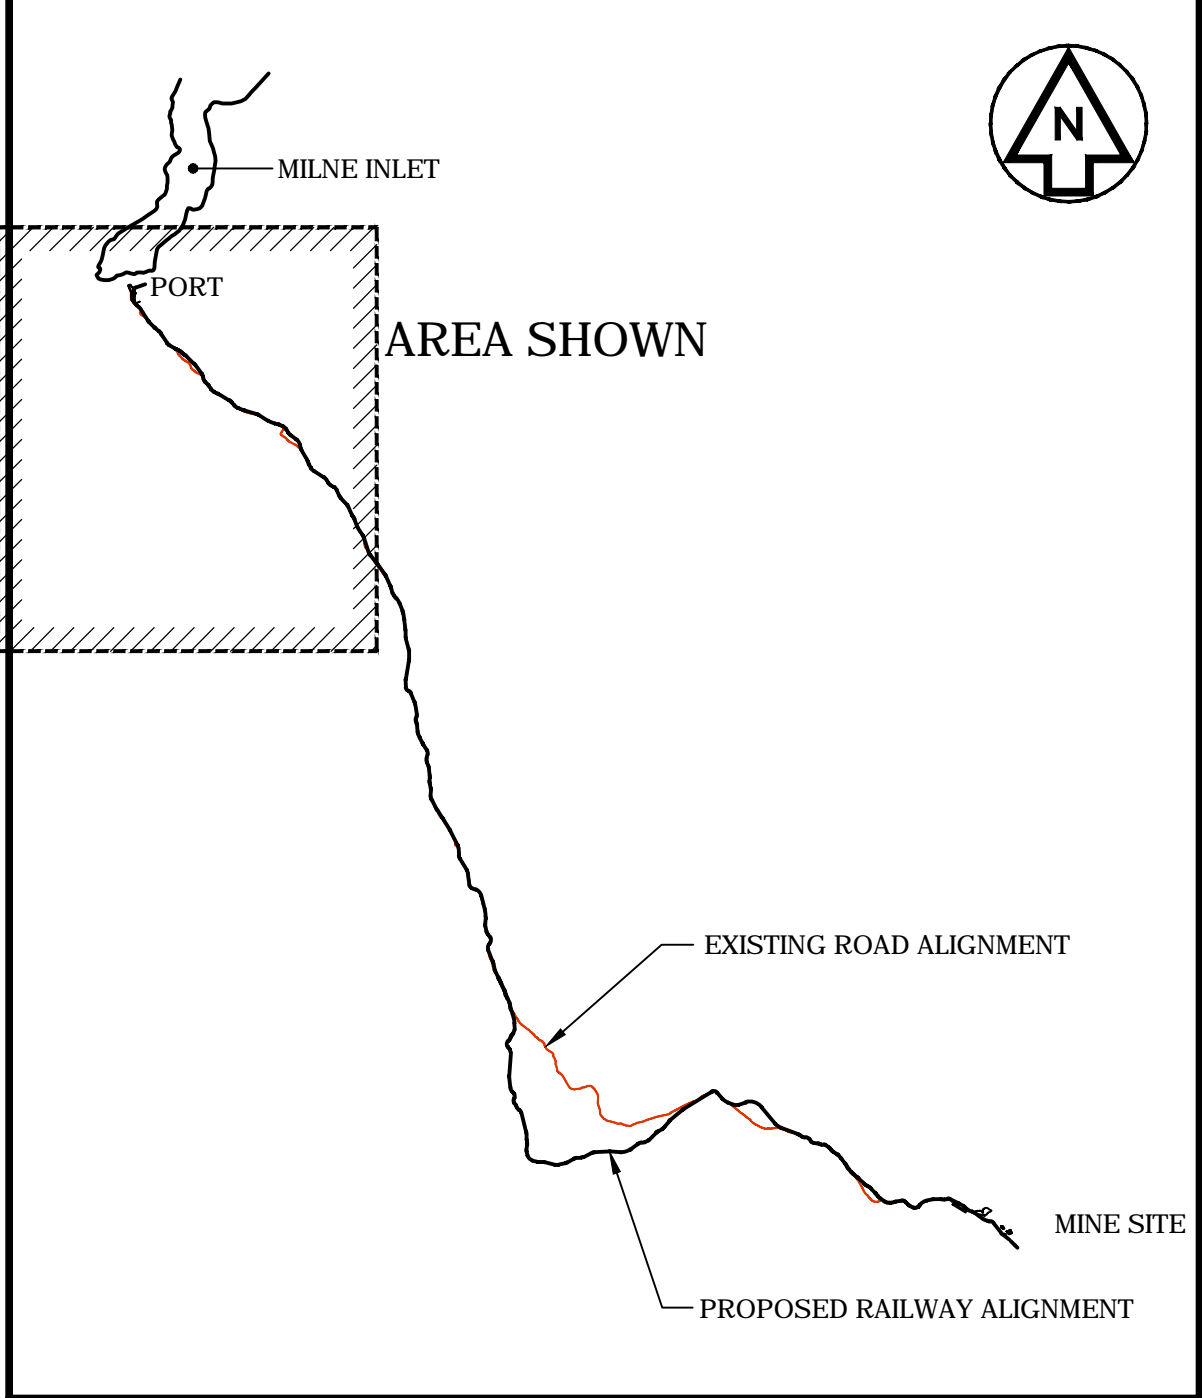 N
MILNE INLET
PORT
AREA SHOWN
EXISTING ROAD ALIGNMENT
MINE SITE
PROPOSED RAILWAY ALIGNMENT